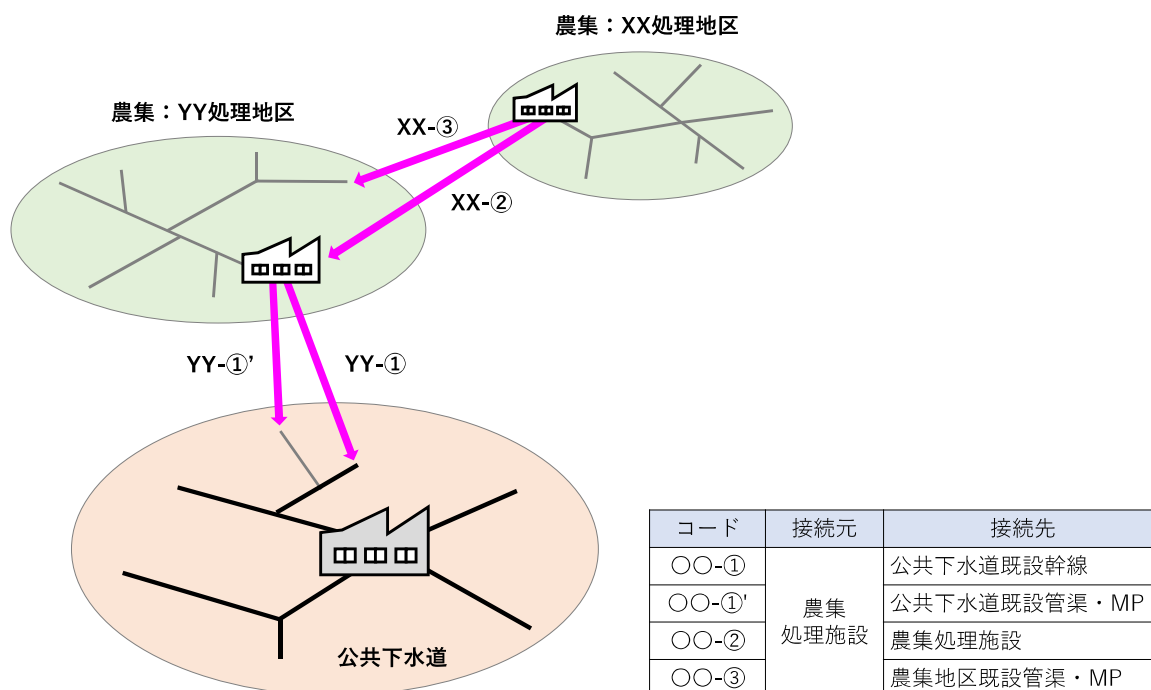 農集：XX処理地区
農集：YY処理地区
XX-③
XX-②
YY-①’
YY-①
公共下水道
コード 接続元 接続先
〇〇-① 公共下水道既設幹線
〇〇-①' 公共下水道既設管渠・MP
農集
処理施設
〇〇-② 農集処理施設
〇〇-③ 農集地区既設管渠・MP